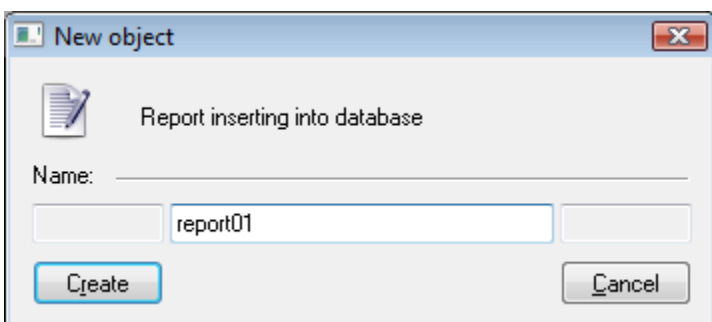 New object
Report inserting into database
Name:
report01
Create Cancel